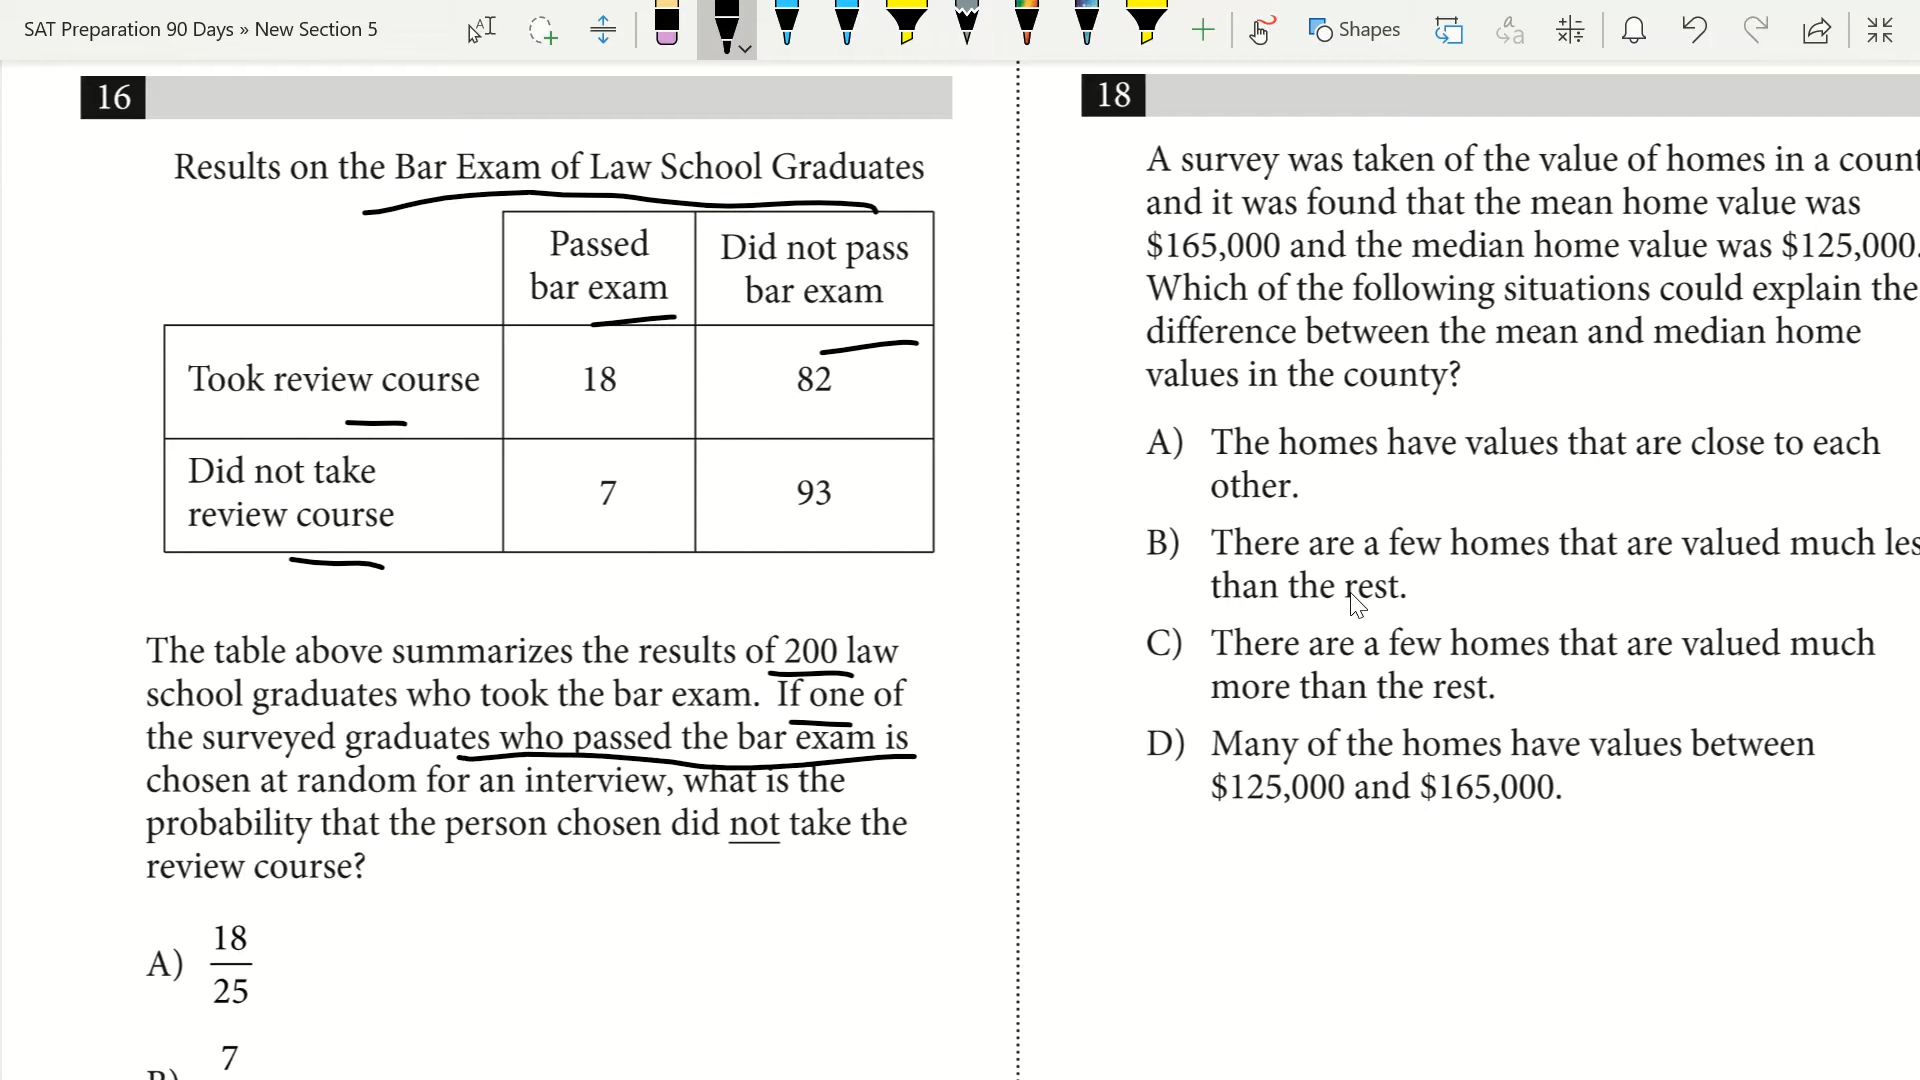 SAT Preparation 90 Days » New Section 5
Shapes
16
Results on the Bar Exam of Law School Graduates
Passed
bar exam
Did not pass
bar exam
Took review course
18
82
Did not take
review course
7
93
The table above summarizes the results of 200 law
school graduates who took the bar exam. If one of
the surveyed graduates who passed the bar exam is
chosen at random for an interview, what is the
probability that the person chosen did not take the
review course?
A) 18
25
B) 7
18
A survey was taken of the value of homes in a count
and it was found that the mean home value was
$165,000 and the median home value was $125,000.
Which of the following situations could explain the
difference between the mean and median home
values in the county?
A) The homes have values that are close to each
other.
B) There are a few homes that are valued much les
than the rest.
C) There are a few homes that are valued much
more than the rest.
D) Many of the homes have values between
$125,000 and $165,000.